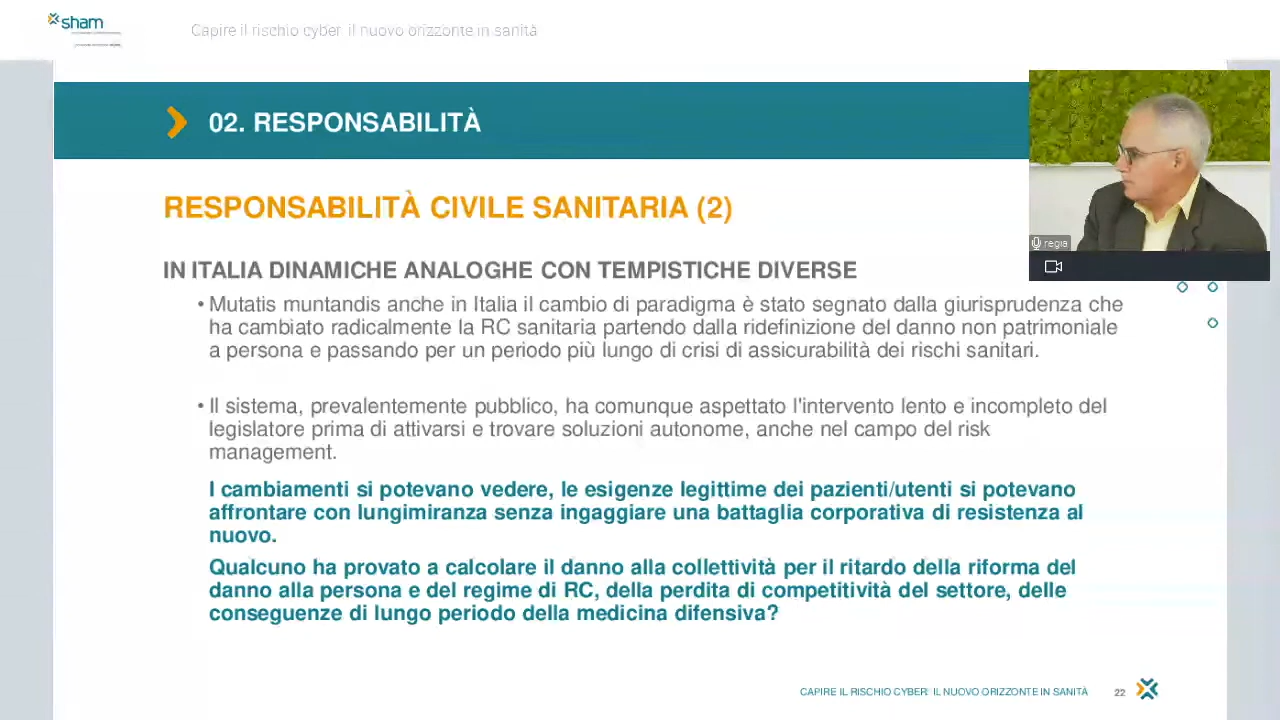 sham
Capire il rischio cyber il nuovo orizzonte in sanità
02. RESPONSABILITÀ
RESPONSABILITÀ CIVILE SANITARIA (2)
regia
IN ITALIA DINAMICHE ANALOGHE CON TEMPISTICHE DIVERSE
• Mutatis muntandis anche in Italia il cambio di paradigma è stato segnato dalla giurisprudenza che
ha cambiato radicalmente la RC sanitaria partendo dalla ridefinizione del danno non patrimoniale
a persona e passando per un periodo più lungo di crisi di assicurabilità dei rischi sanitari.
• Il sistema, prevalentemente pubblico, ha comunque aspettato l'intervento lento e incompleto del
legislatore prima di attivarsi e trovare soluzioni autonome, anche nel campo del risk
management.
I cambiamenti si potevano vedere, le esigenze legittime dei pazienti/utenti si potevano
affrontare con lungimiranza senza ingaggiare una battaglia corporativa di resistenza al
nuovo.
Qualcuno ha provato a calcolare il danno alla collettività per il ritardo della riforma del
danno alla persona e del regime di RC, della perdita di competitività del settore, delle
conseguenze di lungo periodo della medicina difensiva?
CAPIRE IL RISCHIO CYBER: IL NUOVO ORIZZONTE IN SANITÀ 22